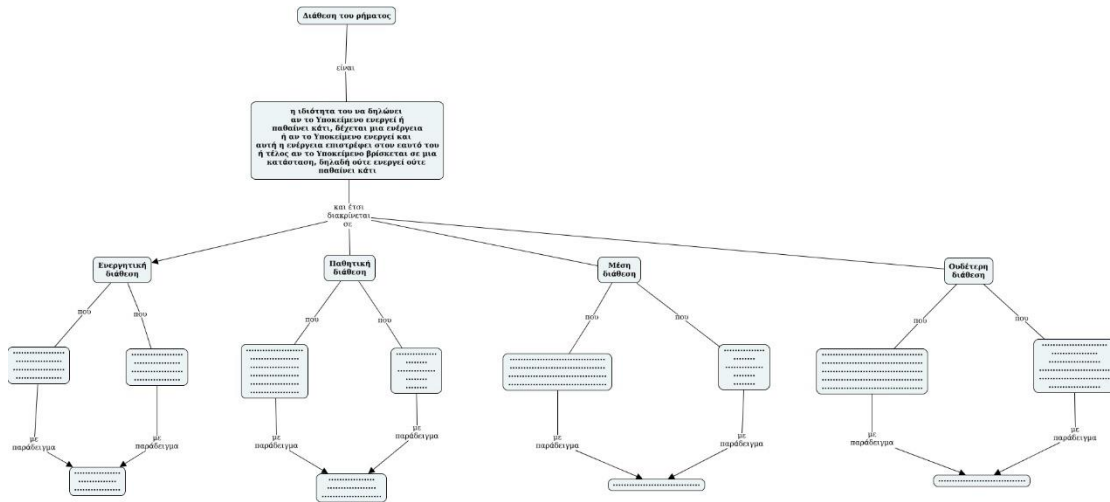 Διάθεση του ρήματος
είναι
η ιδιότητα του να δηλώνει
αν το Υποκείμενο ενεργεί ή
παθαίνει κάτι, δέχεται μια ενέργεια
ή αν το Υποκείμενο ενεργεί και
αυτή η ενέργεια επιστρέφει στον εαυτό του
ή τέλος αν το Υποκείμενο βρίσκεται σε μια
κατάσταση, δηλαδή ούτε ενεργεί ούτε
παθαίνει κάτι
και έτσι
διακρίνεται
σε
Ενεργητική
διάθεση
Παθητική
διάθεση
Μέση
διάθεση
Ουδέτερη
διάθεση
που
που
που
που
που
που
που
που
με
παράδειγμα
με
παράδειγμα
με
παράδειγμα
με
παράδειγμα
με
παράδειγμα
με
παράδειγμα
με
παράδειγμα
με
παράδειγμα